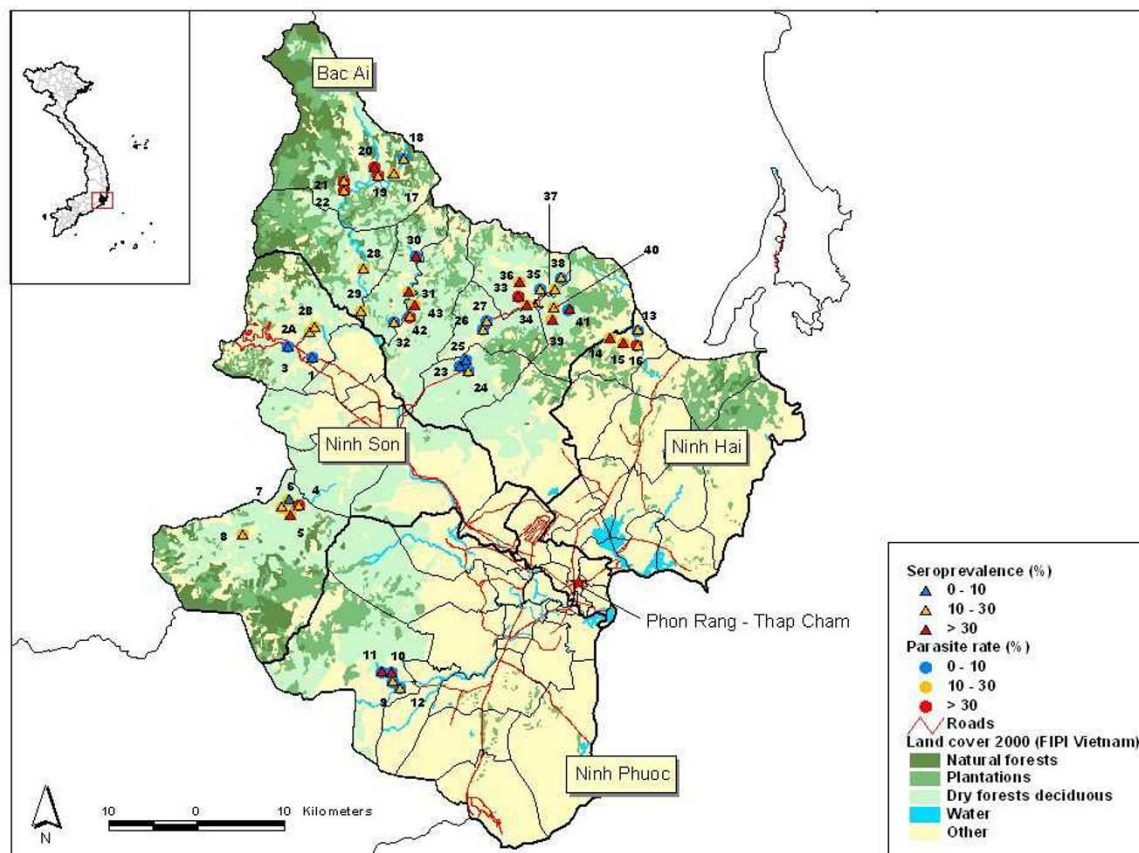 Bac Ai
18
20
37
21
19
22
17
40
30
38
36
35
28
33
31
29
27
2B
43
34
41
26
13
2A
42
32
39
14
25
15
16
3
1
23
24
Ninh Son
Ninh Hai
7
6
4
8
5
Phon Rang - Thap Cham
11
10
9
12
Ninh Phuoc
10 0 10 Kilometers
N
Seroprevalence (%)
0 - 10
10 - 30
> 30
Parasite rate (%)
0 - 10
10 - 30
> 30
Roads
Land cover 2000 (FIPI Vietnam)
Natural forests
Plantations
Dry forests deciduous
Water
Other